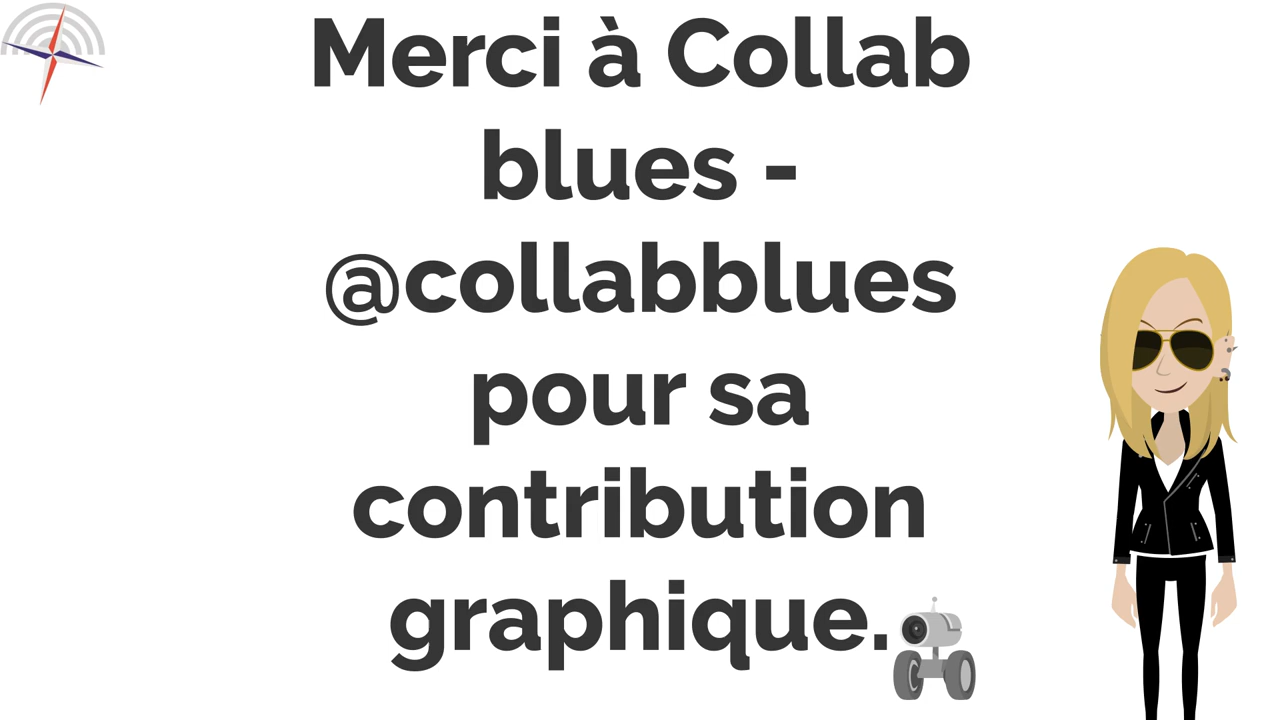 Merci à Collab
blues -
@collabblues
pour sa
contribution
graphique.